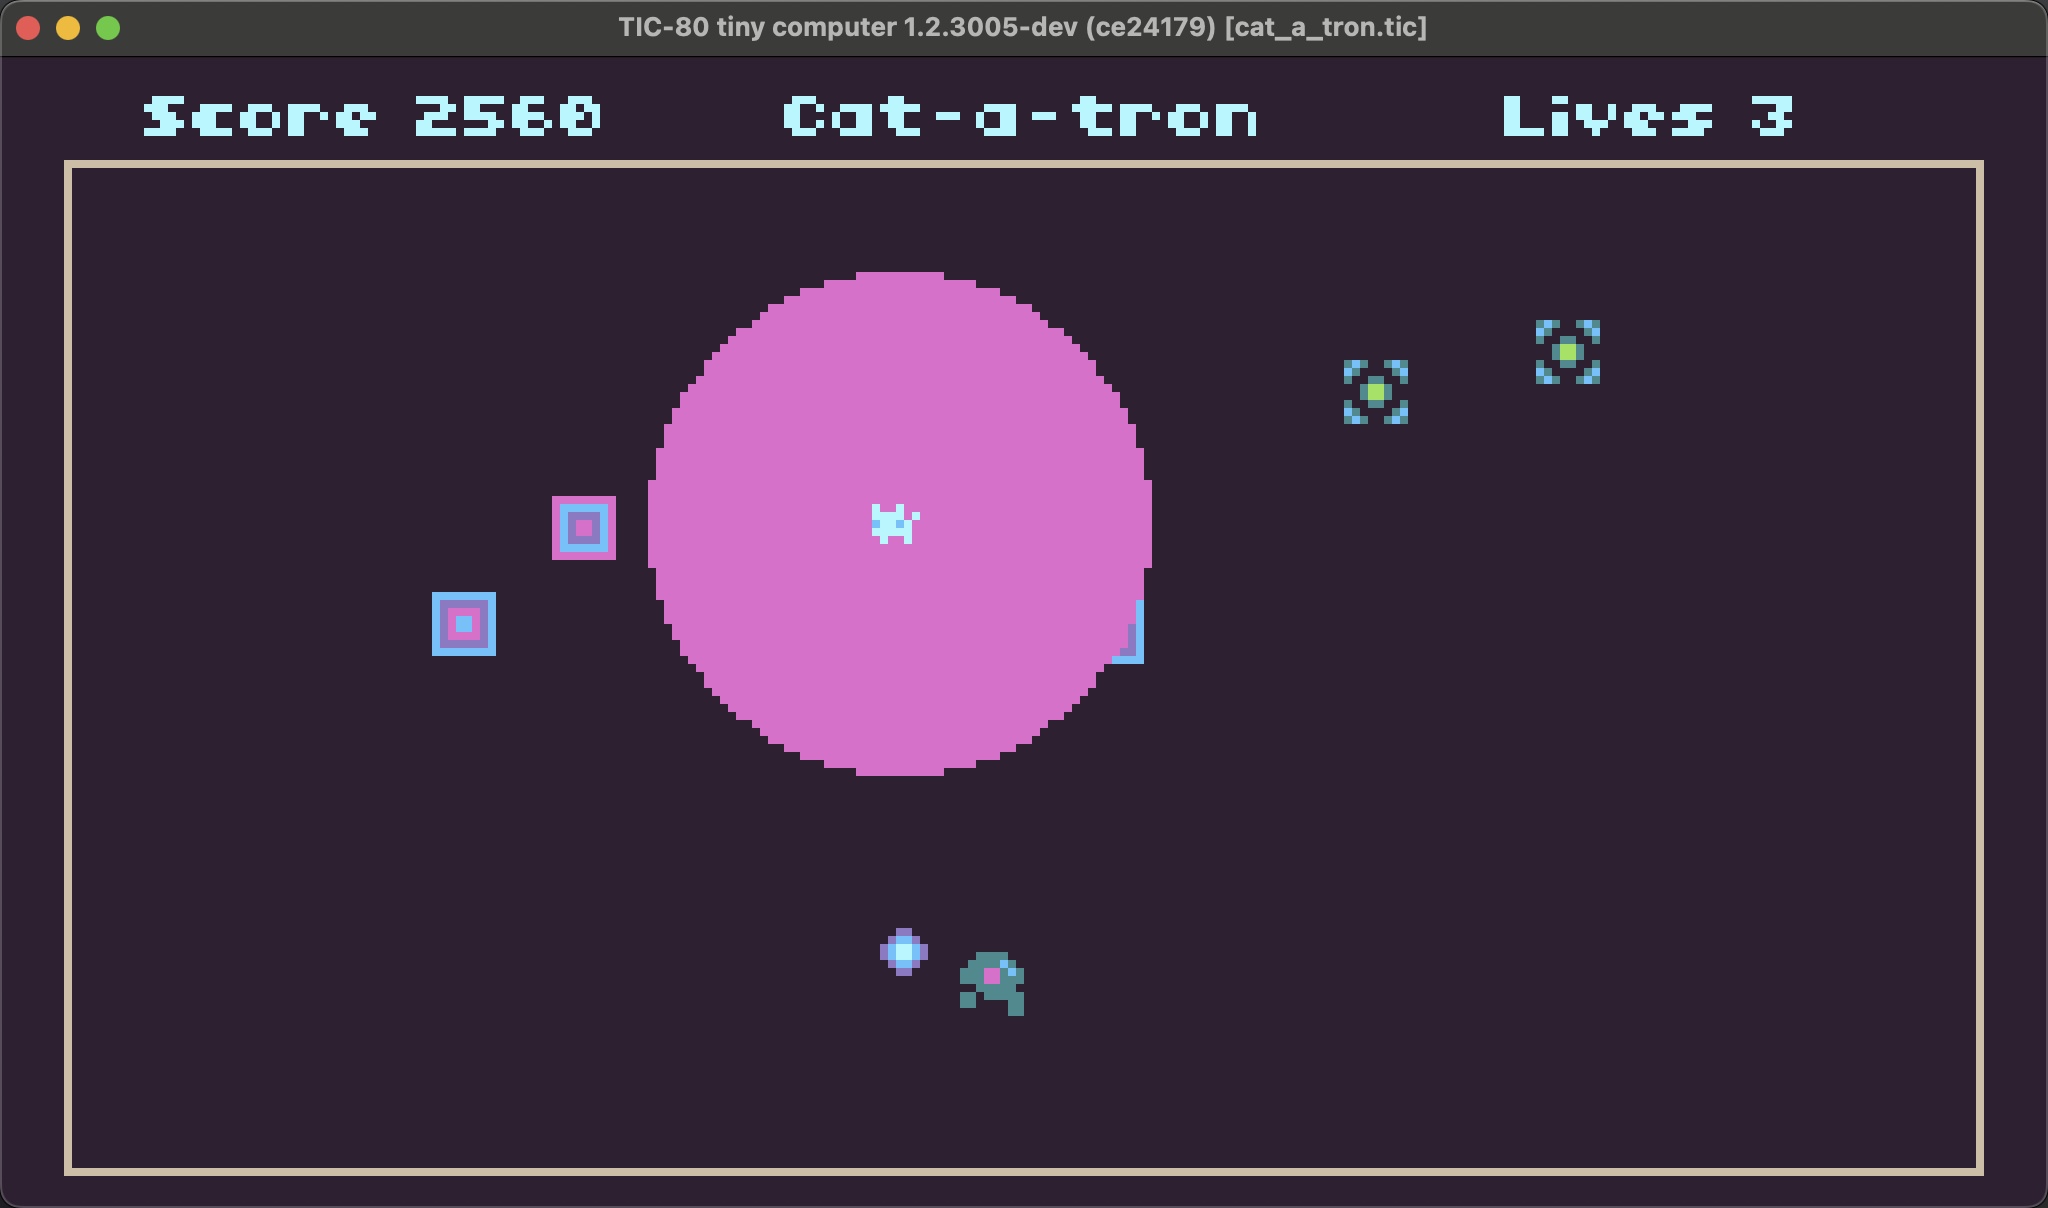 TIC-80 tiny computer 1.2.3005-dev (ce24179) [cat_a_tron.tic]
Score 2560 Cat-a-tron Lives 3